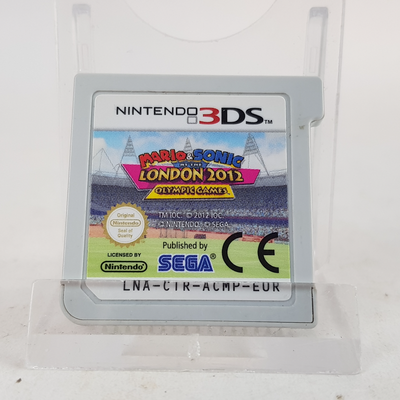 NINTENDO 3DS™
MARIO & SONIC
AT THE
LONDON 2012
OLYMPIC GAMES
TM IOC. © 2012 IOC.
© NINTENDO. © SEGA.
Original
Nintendo
Seal of Quality
LICENSED BY
Nintendo
Published by
SEGA
CE
LNA-CTR-ACMP-EUR